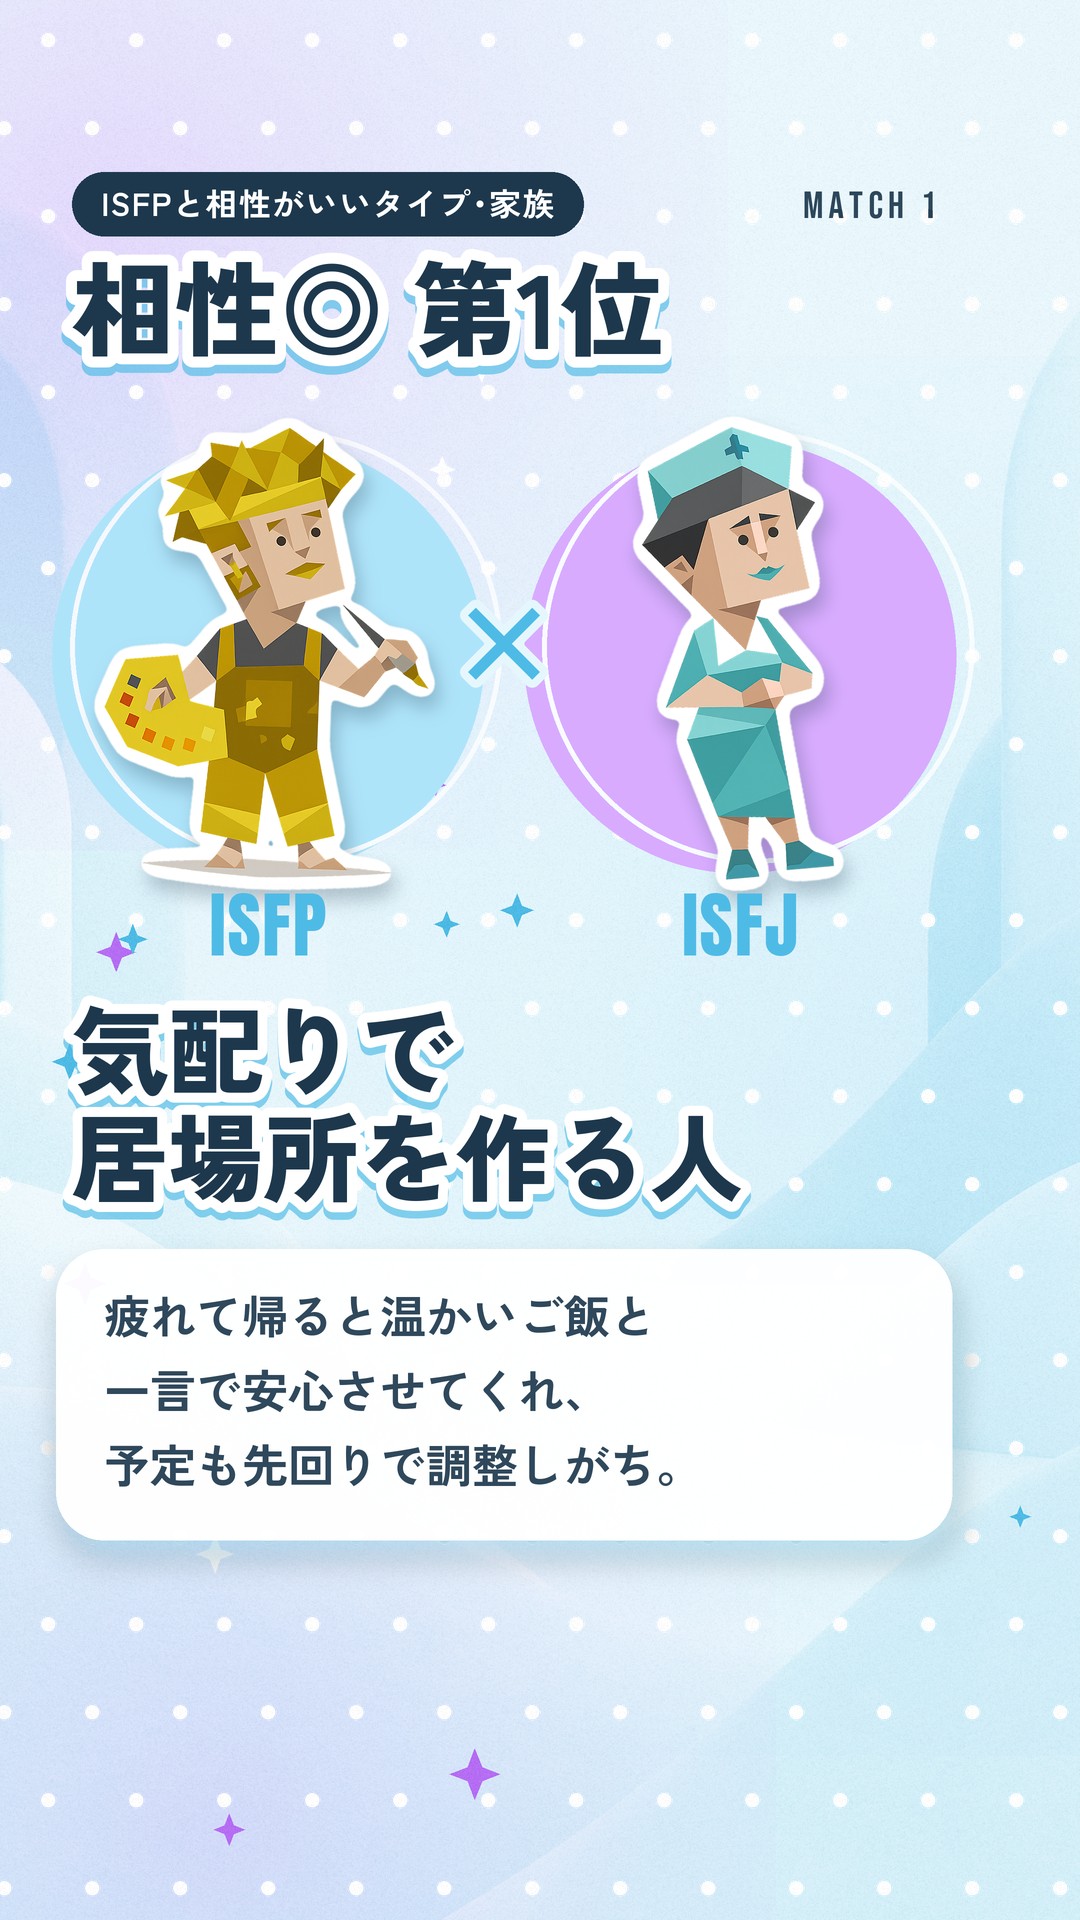 ISFPと相性がいいタイプ・家族
MATCH 1
相性◎ 第1位
ISFP
ISFJ
気配りで
居場所を作る人
疲れて帰ると温かいご飯と
一言で安心させてくれ、
予定も先回りで調整しがち。